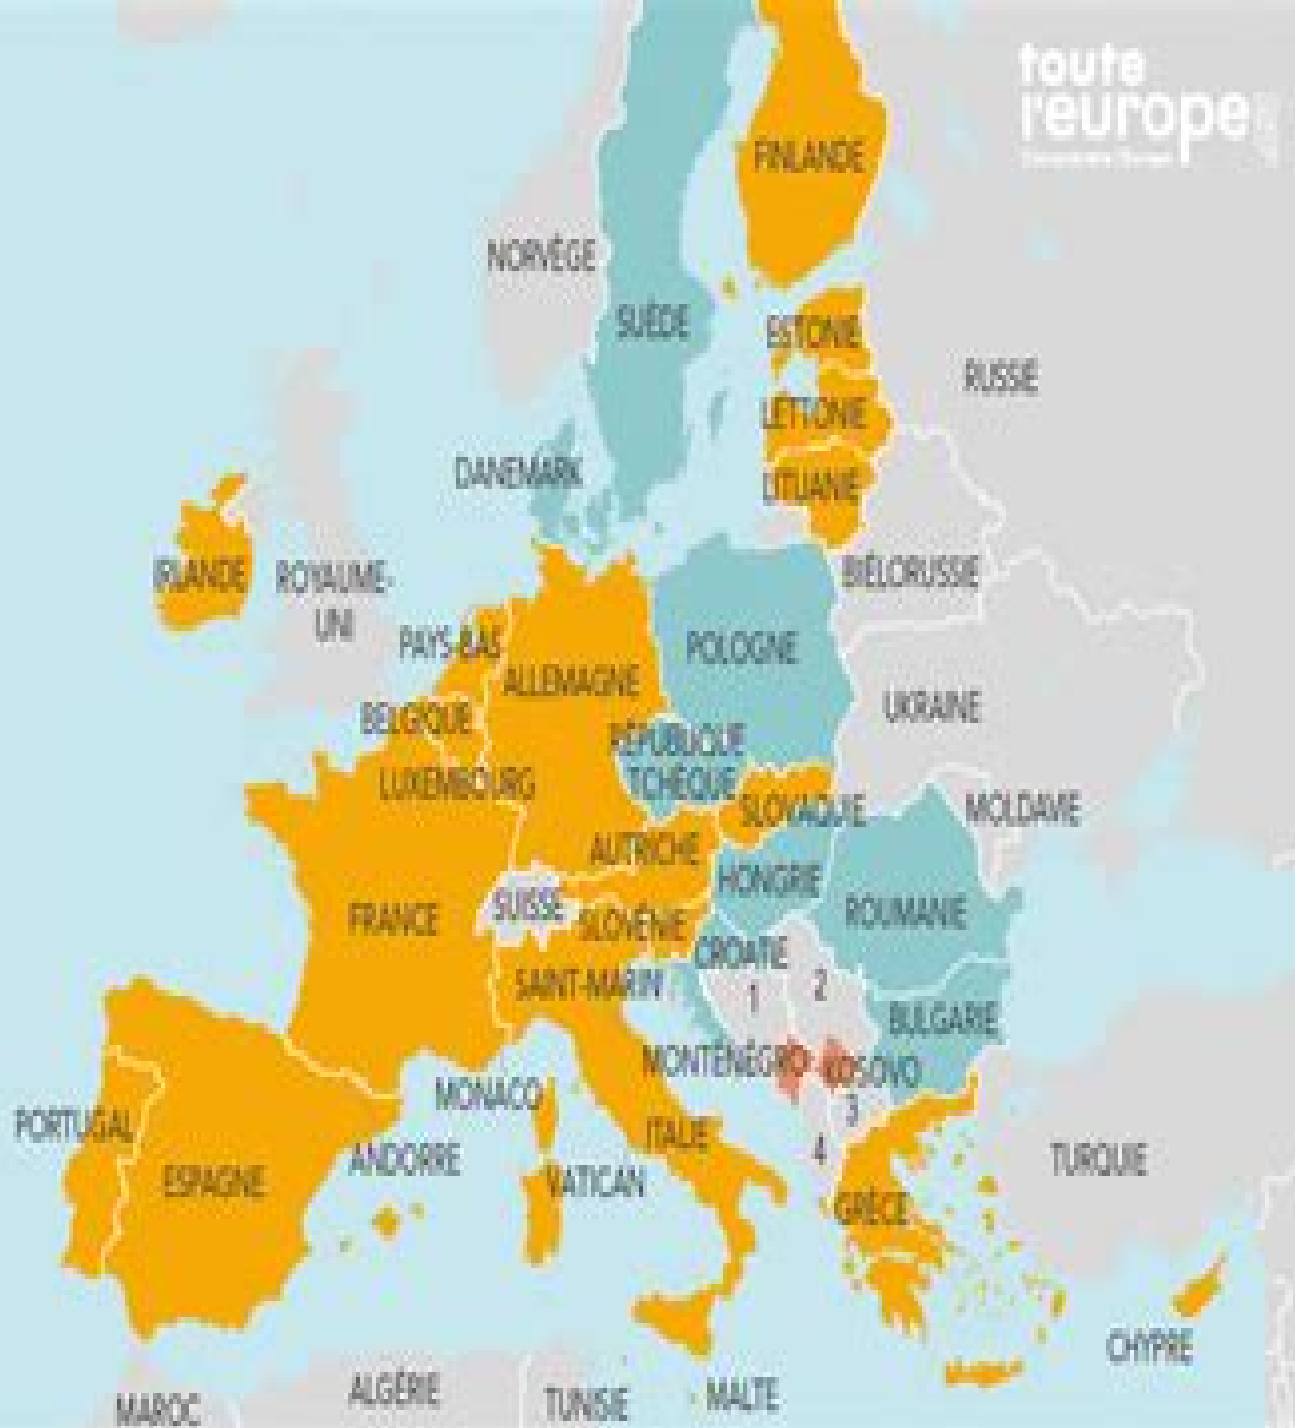 toute
l'europe
FINLANDE
NORVÈGE
SUÈDE
ESTONIE
RUSSIE
LETTONIE
DANEMARK
LITUANIE
IRLANDE
ROYAUME-
UNI
BIÉLORUSSIE
PAYS-BAS
POLOGNE
ALLEMAGNE
UKRAINE
BELGIQUE
RÉPUBLIQUE
TCHÈQUE
LUXEMBOURG
SLOVAQUIE
MOLDAVIE
AUTRICHE
HONGRIE
FRANCE
SUISSE
SLOVÉNIE
ROUMANIE
CROATIE
SAINT-MARIN
1
2
BULGARIE
MONTÉNÉGRO
KOSOVO
MONACO
3
PORTUGAL
ITALIE
ANDORRE
4
TURQUIE
ESPAGNE
VATICAN
GRÈCE
CHYPRE
ALGÉRIE
MALTE
TUNISIE
MAROC